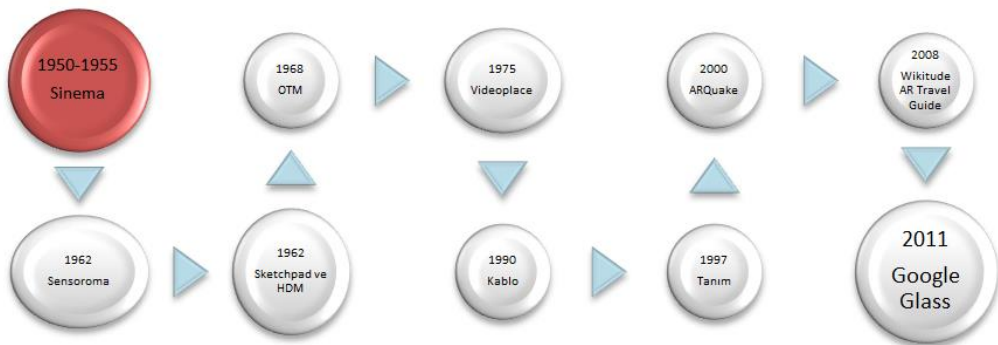 1950-1955
Sinema
1962
Sensoroma
1962
Sketchpad ve
HDM
1968
OTM
1975
Videoplace
1990
Kablo
1997
Tanım
2000
ARQuake
2008
Wikitude
AR Travel
Guide
2011
Google
Glass